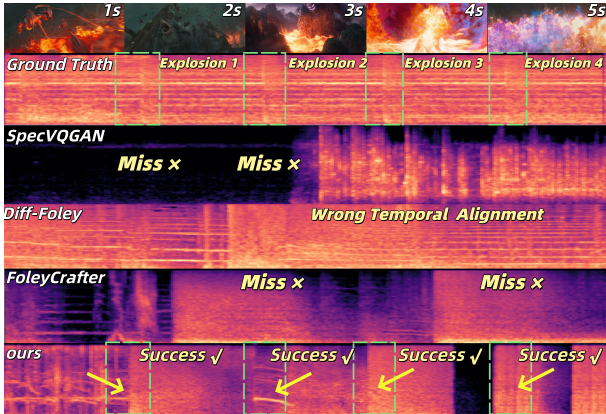 1s 2s 3s 4s 5s
Ground Truth Explosion 1 Explosion 2 Explosion 3 Explosion 4
SpecVQGAN
Miss × Miss ×
Diff-Foley Wrong Temporal Alignment
FoleyCrafter Miss × Miss ×
ours Success √ Success √ Success √ Success √